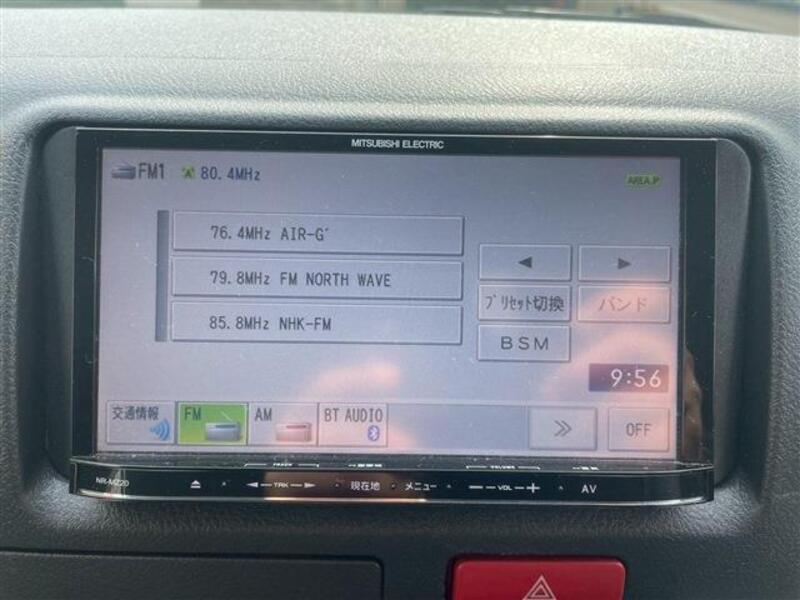 MITSUBISHI ELECTRIC
FM1 80.4MHz
AREA.P
76.4MHz AIR-G'
79.8MHz FM NORTH WAVE
85.8MHz NHK-FM
◀ ▶
プリセット切換 バンド
BSM
9:56
交通情報 FM AM BT AUDIO ≫ OFF
NR-MZ20 ◀─TRK─▶ 現在地 メニュー ─VOL─+ AV